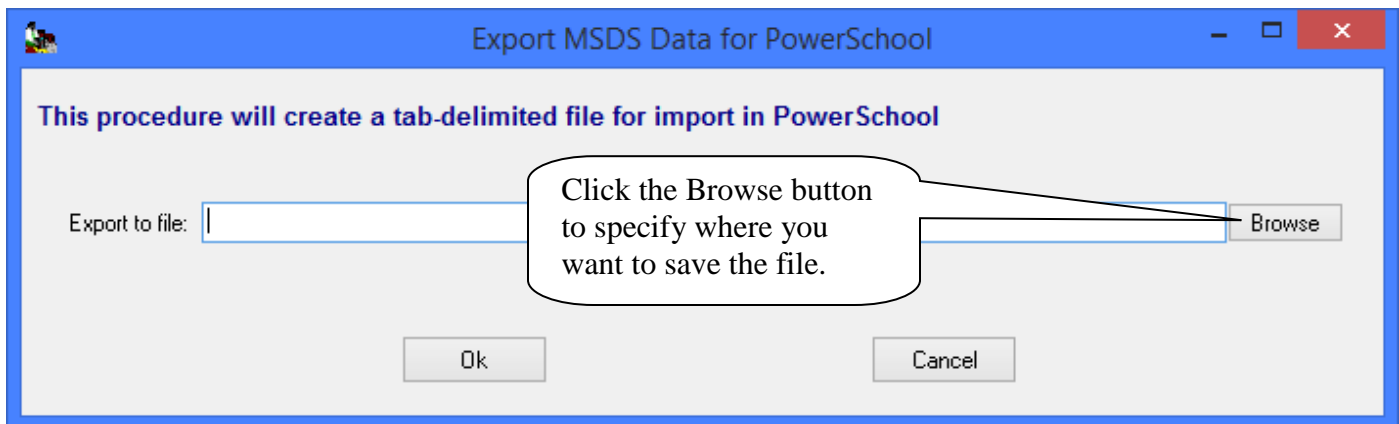 Export MSDS Data for PowerSchool
This procedure will create a tab-delimited file for import in PowerSchool
Click the Browse button
to specify where you
want to save the file.
Export to file:
Browse
Ok
Cancel